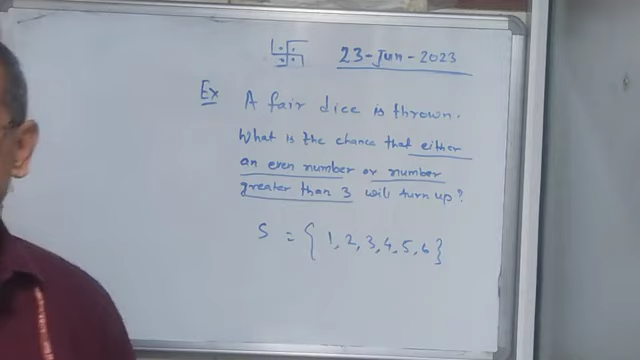 23-Jun-2023
Ex A fair dice is thrown.
What is the chance that either
an even number or number
greater than 3 will turn up?
S = { 1, 2, 3, 4, 5, 6 }